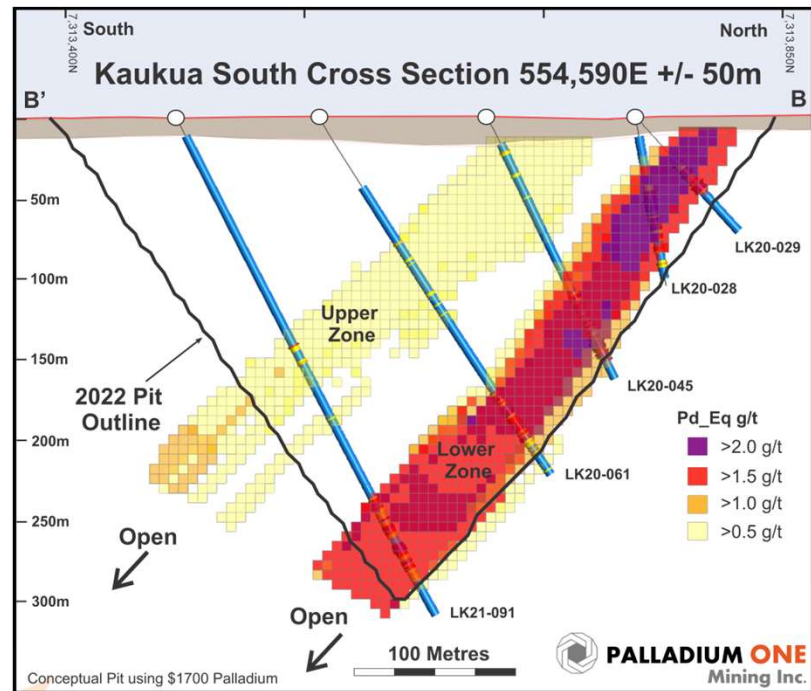 7,313,400N
South
North
7,313,850N
Kaukua South Cross Section 554,590E +/- 50m
B'
B
50m
100m
150m
200m
250m
300m
Upper
Zone
2022 Pit
Outline
Lower
Zone
LK20-029
LK20-028
LK20-045
LK20-061
LK21-091
Pd_Eq g/t
>2.0 g/t
>1.5 g/t
>1.0 g/t
>0.5 g/t
Open
Open
100 Metres
Conceptual Pit using $1700 Palladium
PALLADIUM ONE
Mining Inc.